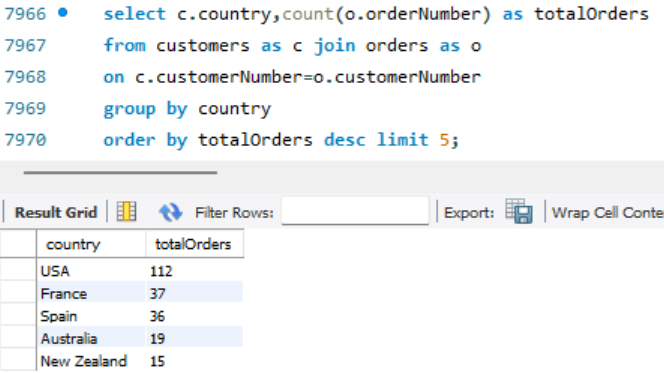 7966 select c.country,count(o.orderNumber) as totalOrders
7967 from customers as c join orders as o
7968 on c.customerNumber=o.customerNumber
7969 group by country
7970 order by totalOrders desc limit 5;
Result Grid Filter Rows: Export: Wrap Cell Conte
country totalOrders
USA 112
France 37
Spain 36
Australia 19
New Zealand 15